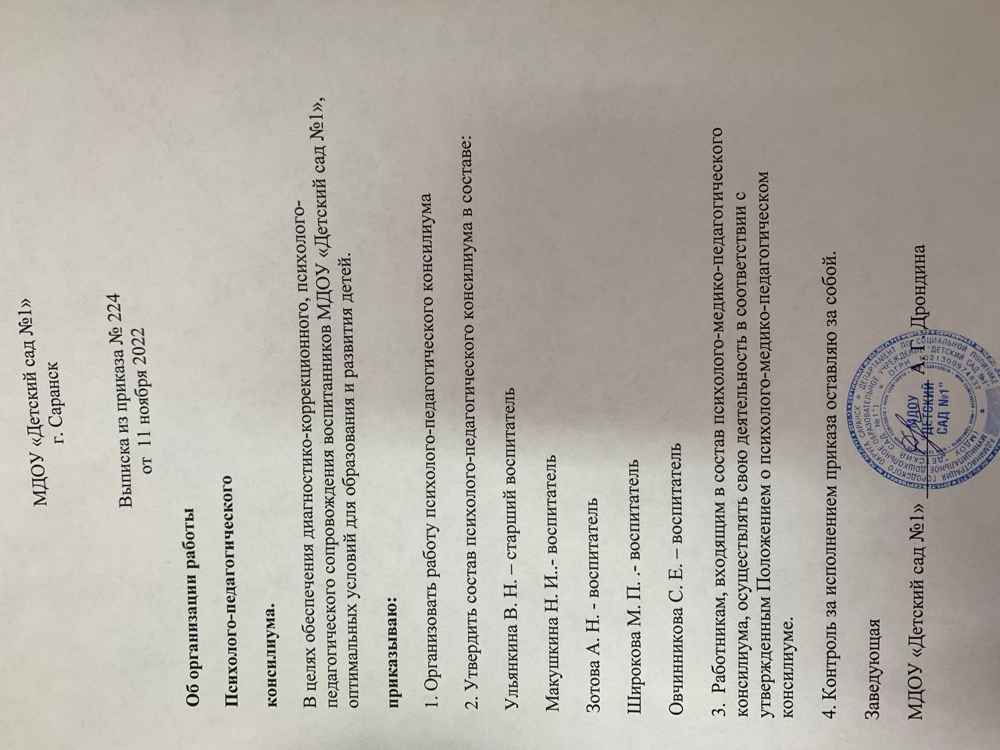 МДОУ «Детский сад №1»
г. Саранск
Выписка из приказа № 224
от 11 ноября 2022
Об организации работы
Психолого-педагогического
консилиума.
В целях обеспечения диагностико-коррекционного, психолого-
педагогического сопровождения воспитанников МДОУ «Детский сад №1»,
оптимальных условий для образования и развития детей.
приказываю:
1. Организовать работу психолого-педагогического консилиума
2. Утвердить состав психолого-педагогического консилиума в составе:
Ульянкина В. Н. – старший воспитатель
Макушкина Н. И..- воспитатель
Зотова А. Н. - воспитатель
Широкова М. П. .- воспитатель
Овчинникова С. Е. – воспитатель
3. Работникам, входящим в состав психолого-медико-педагогического
консилиума, осуществлять свою деятельность в соответствии с
утвержденным Положением о психолого-медико-педагогическом
консилиуме.
4. Контроль за исполнением приказа оставляю за собой.
Заведующая
МДОУ «Детский сад №1» А. Г. Дрондина
МДОУ
"ДЕТСКИЙ
САД №1"